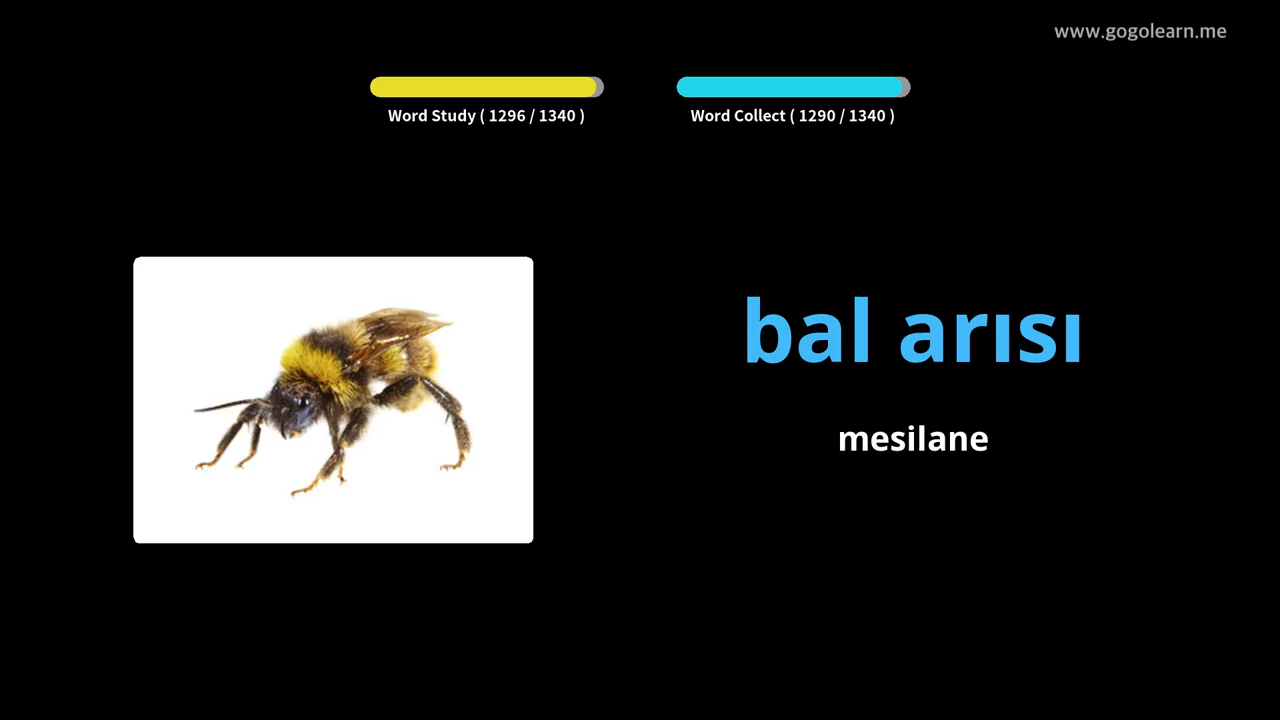 www.gogolearn.me
Word Study ( 1296 / 1340 )
Word Collect ( 1290 / 1340 )
bal arısı
mesilane